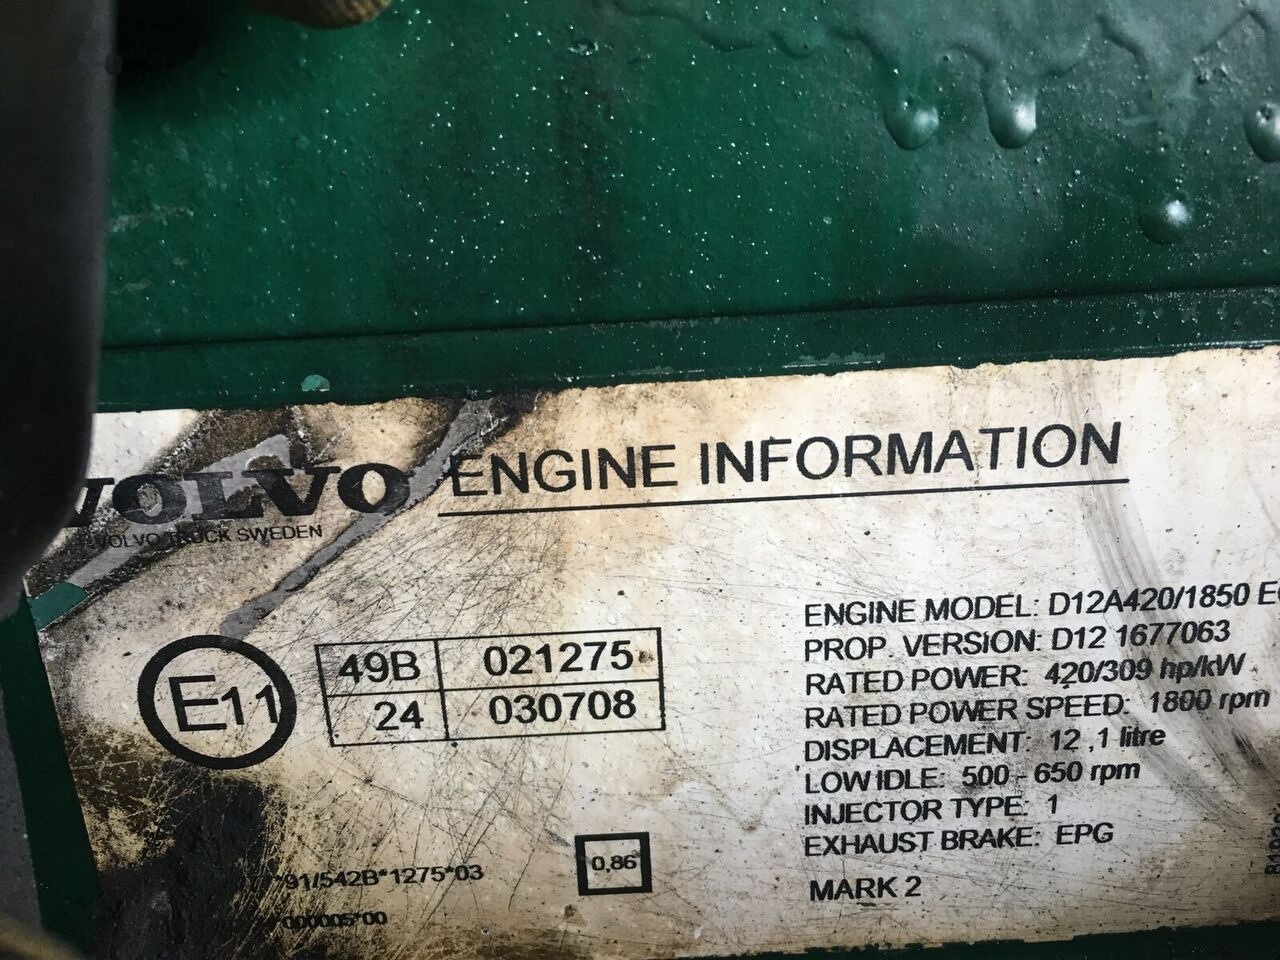 VOLVO ENGINE INFORMATION
VOLVO TRUCK SWEDEN
E11
49B 021275
24 030708
ENGINE MODEL: D12A420/1850
PROP. VERSION: D12 1677063
RATED POWER: 420/309 hp/kW
RATED POWER SPEED: 1800 rpm
DISPLACEMENT: 12 ,1 litre
LOW IDLE: 500 - 650 rpm
INJECTOR TYPE: 1
EXHAUST BRAKE: EPG
MARK 2
0,86
*91/542B*1275*03
*000005*00